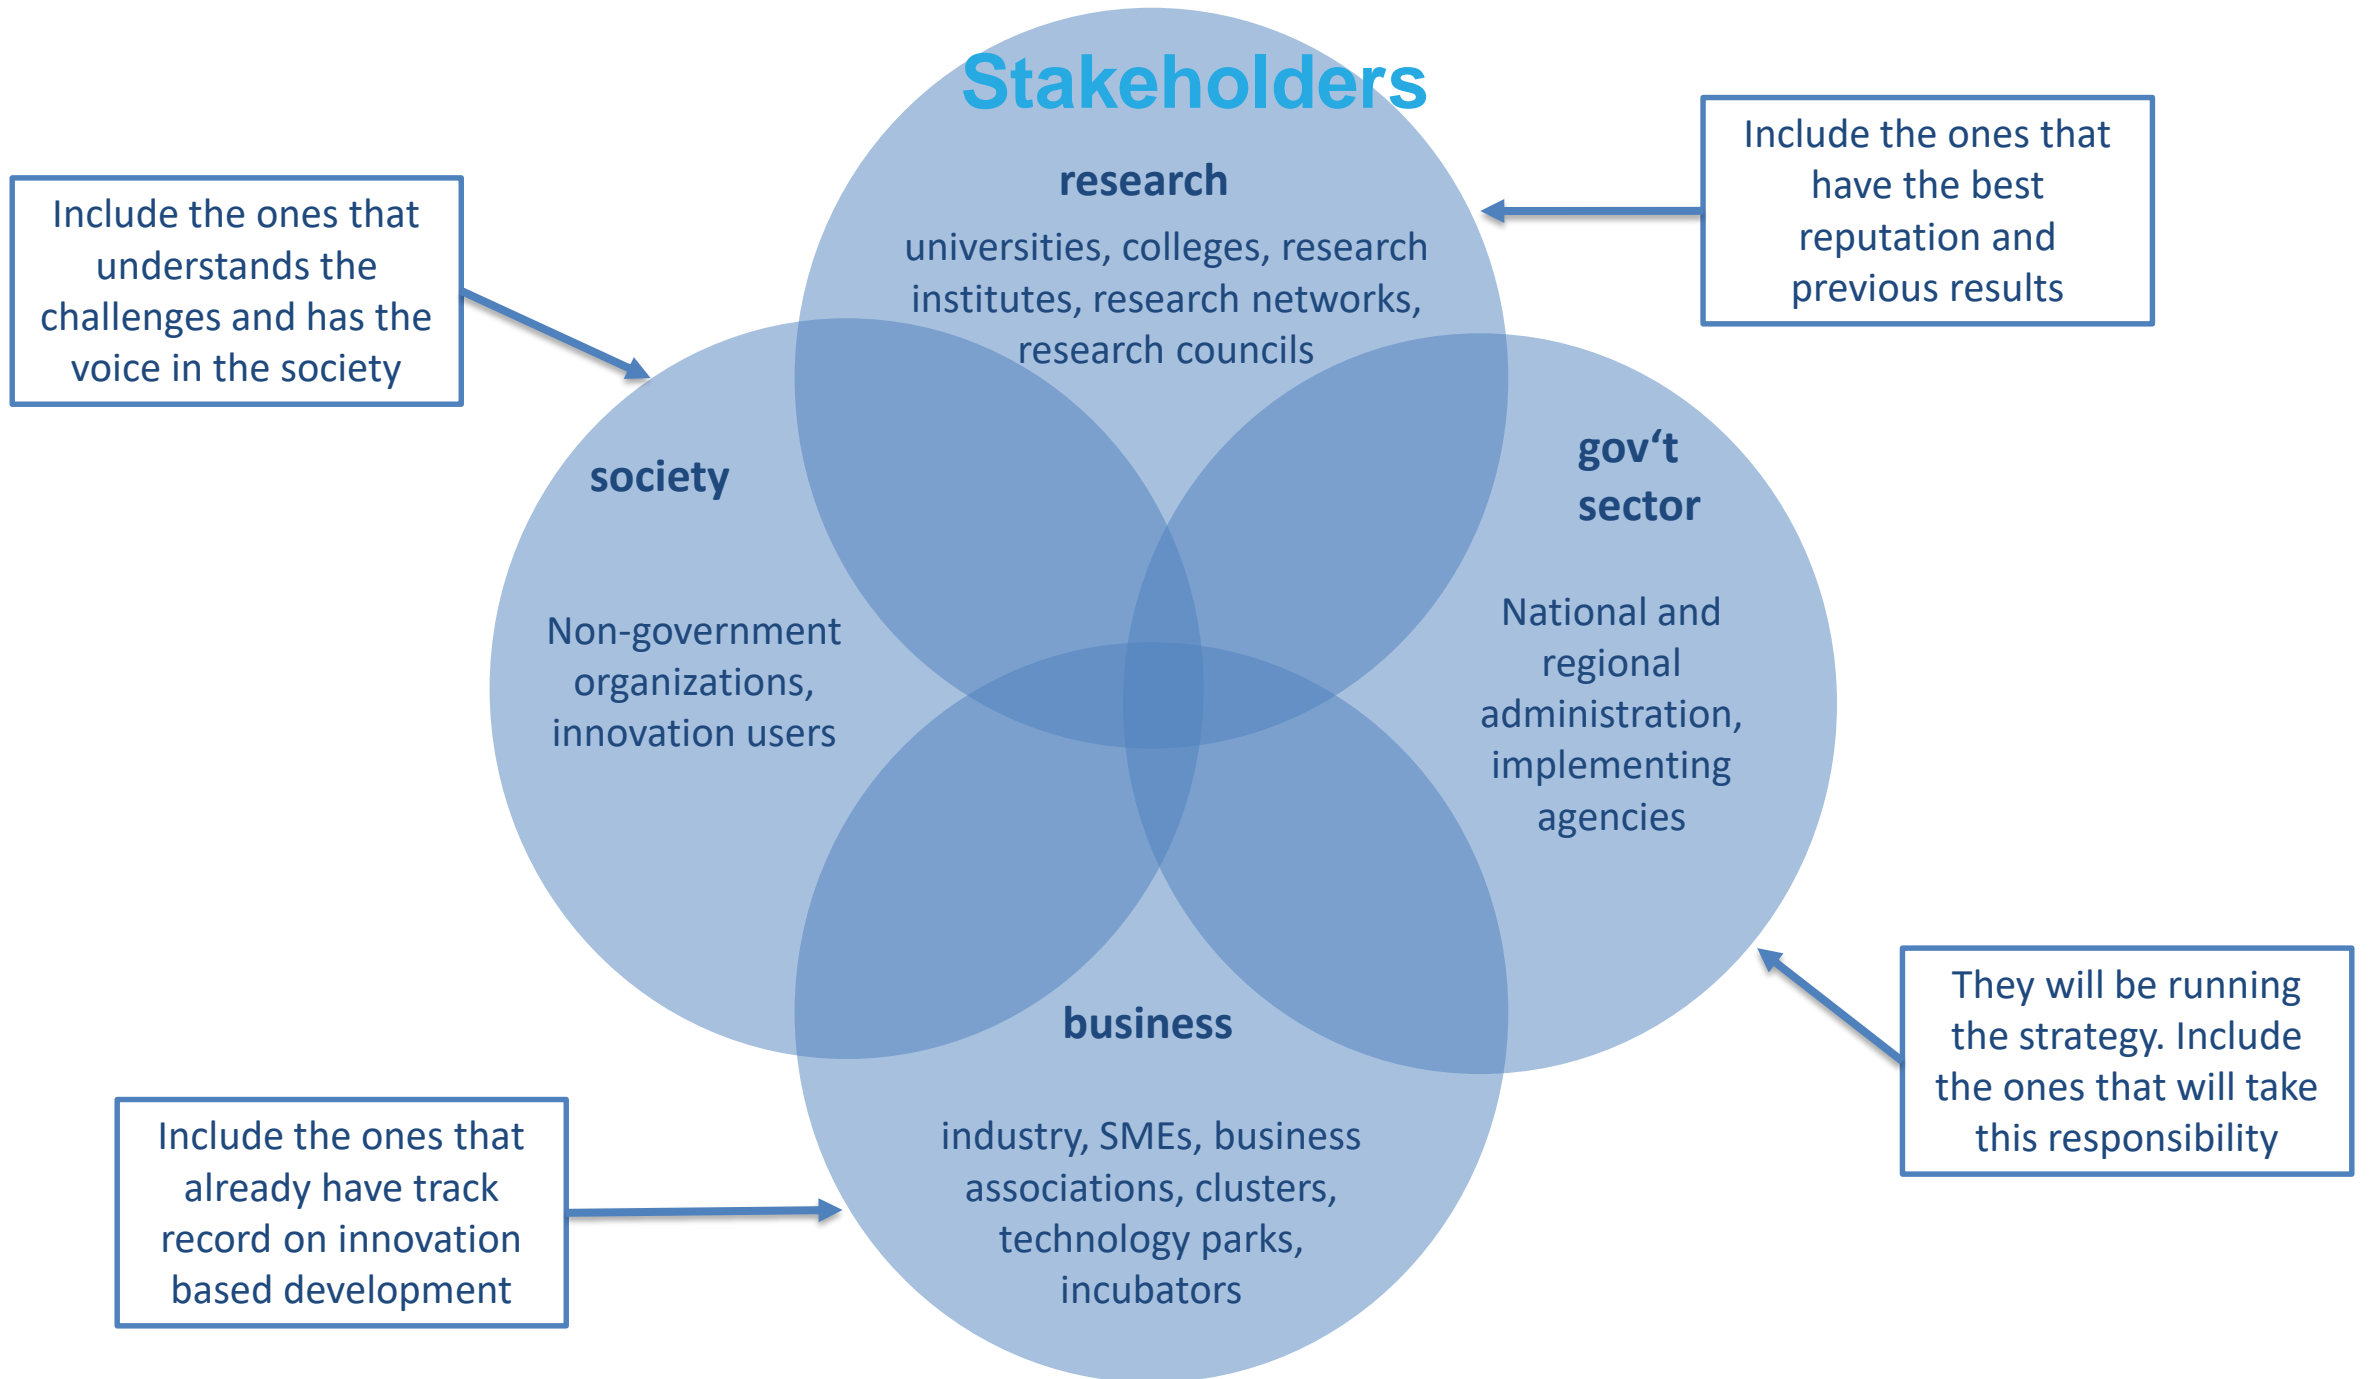 Stakeholders
research
universities, colleges, research
institutes, research networks,
research councils
Include the ones that
have the best
reputation and
previous results
Include the ones that
understands the
challenges and has the
voice in the society
society
Non-government
organizations,
innovation users
gov‘t
sector
National and
regional
administration,
implementing
agencies
business
industry, SMEs, business
associations, clusters,
technology parks,
incubators
They will be running
the strategy. Include
the ones that will take
this responsibility
Include the ones that
already have track
record on innovation
based development